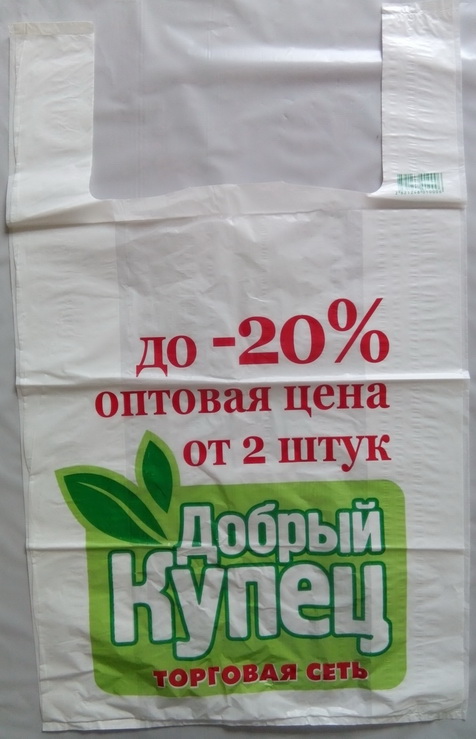 до -20%
оптовая цена
от 2 штук
Добрый
Купец
ТОРГОВАЯ СЕТЬ